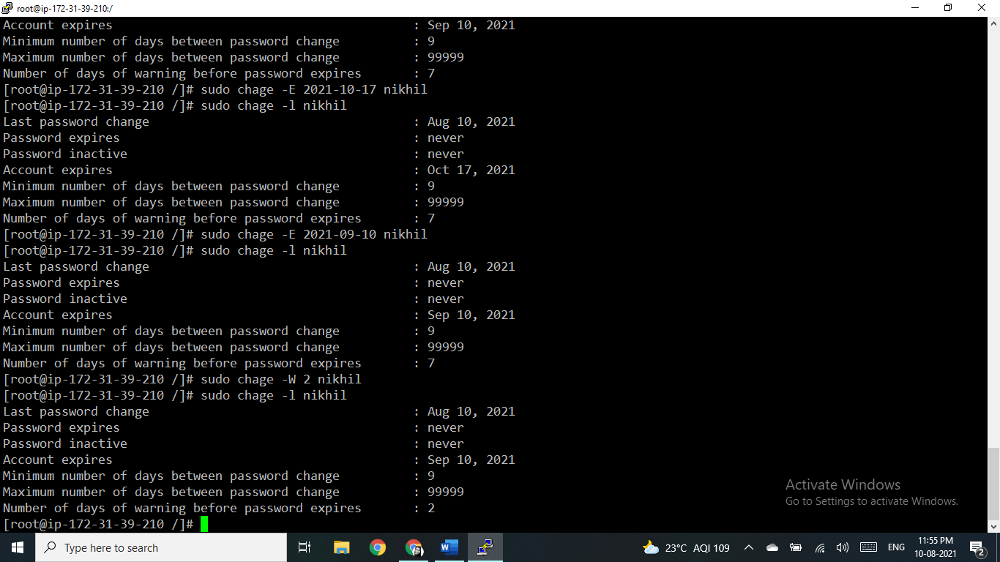 root@ip-172-31-39-210:/
Account expires : Sep 10, 2021
Minimum number of days between password change : 9
Maximum number of days between password change : 99999
Number of days of warning before password expires : 7
[root@ip-172-31-39-210 /]# sudo chage -E 2021-10-17 nikhil
[root@ip-172-31-39-210 /]# sudo chage -l nikhil
Last password change : Aug 10, 2021
Password expires : never
Password inactive : never
Account expires : Oct 17, 2021
Minimum number of days between password change : 9
Maximum number of days between password change : 99999
Number of days of warning before password expires : 7
[root@ip-172-31-39-210 /]# sudo chage -E 2021-09-10 nikhil
[root@ip-172-31-39-210 /]# sudo chage -l nikhil
Last password change : Aug 10, 2021
Password expires : never
Password inactive : never
Account expires : Sep 10, 2021
Minimum number of days between password change : 9
Maximum number of days between password change : 99999
Number of days of warning before password expires : 7
[root@ip-172-31-39-210 /]# sudo chage -W 2 nikhil
[root@ip-172-31-39-210 /]# sudo chage -l nikhil
Last password change : Aug 10, 2021
Password expires : never
Password inactive : never
Account expires : Sep 10, 2021
Minimum number of days between password change : 9
Maximum number of days between password change : 99999
Number of days of warning before password expires : 2
[root@ip-172-31-39-210 /]#
Activate Windows
Go to Settings to activate Windows.
Type here to search
W
23°C AQI 109
ENG
11:55 PM
10-08-2021
2